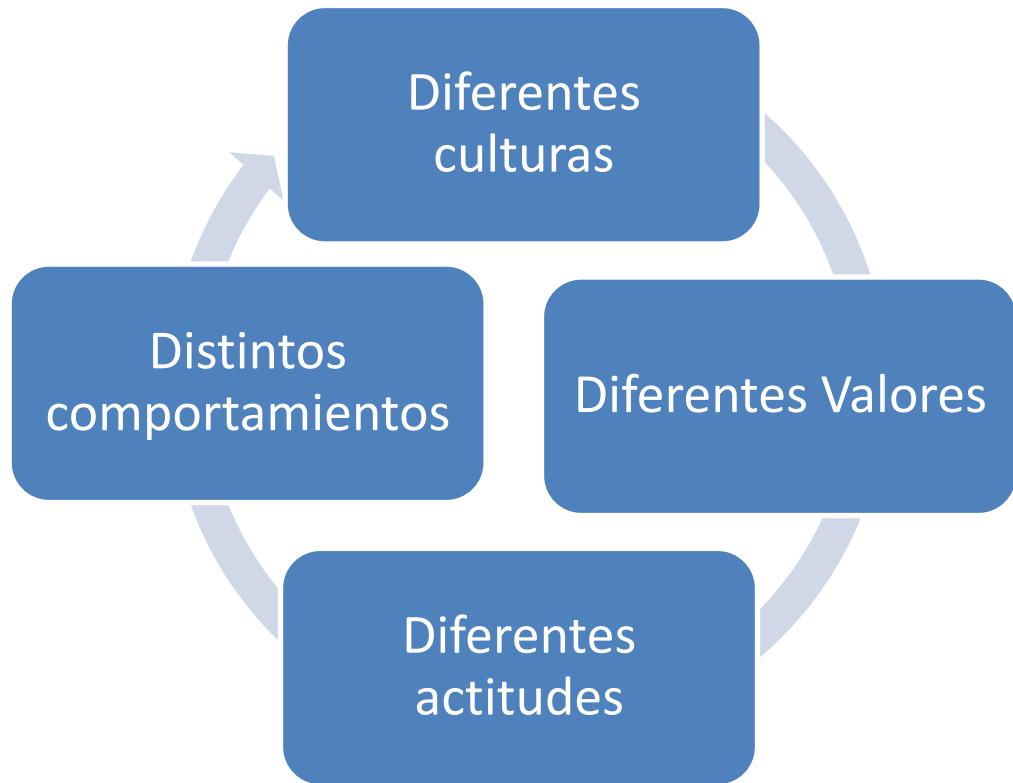 Diferentes
culturas
Diferentes Valores
Diferentes
actitudes
Distintos
comportamientos